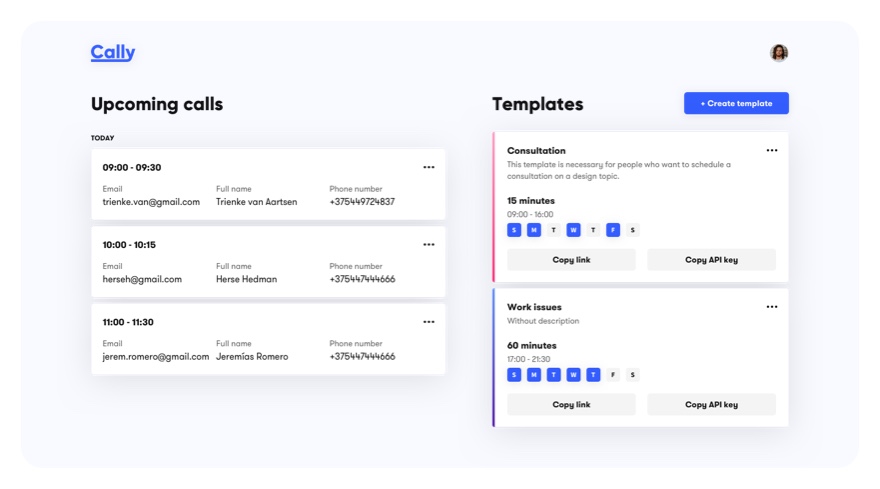 Cally
Upcoming calls
TODAY
09:00 - 09:30
Email Full name Phone number
trienke.van@gmail.com Trienke van Aartsen +375449724837
10:00 - 10:15
Email Full name Phone number
herseh@gmail.com Herse Hedman +375447444666
11:00 - 11:30
Email Full name Phone number
jerem.romero@gmail.com Jeremías Romero +375447444666
Templates
+ Create template
Consultation
This template is necessary for people who want to schedule a
consultation on a design topic.
15 minutes
09:00 - 16:00
S M T W T F S
Copy link Copy API key
Work issues
Without description
60 minutes
17:00 - 21:30
S M T W T F S
Copy link Copy API key